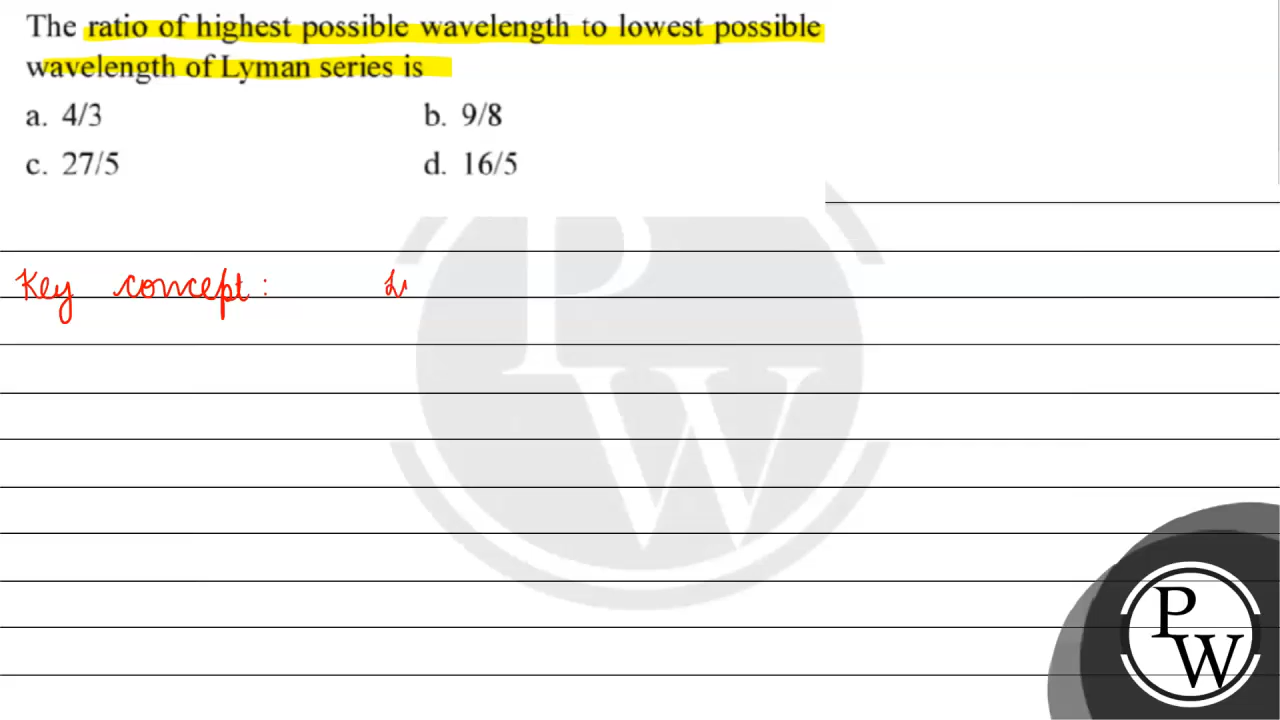 The ratio of highest possible wavelength to lowest possible
wavelength of Lyman series is
a. 4/3 b. 9/8
c. 27/5 d. 16/5
Key concept:
PW
PW